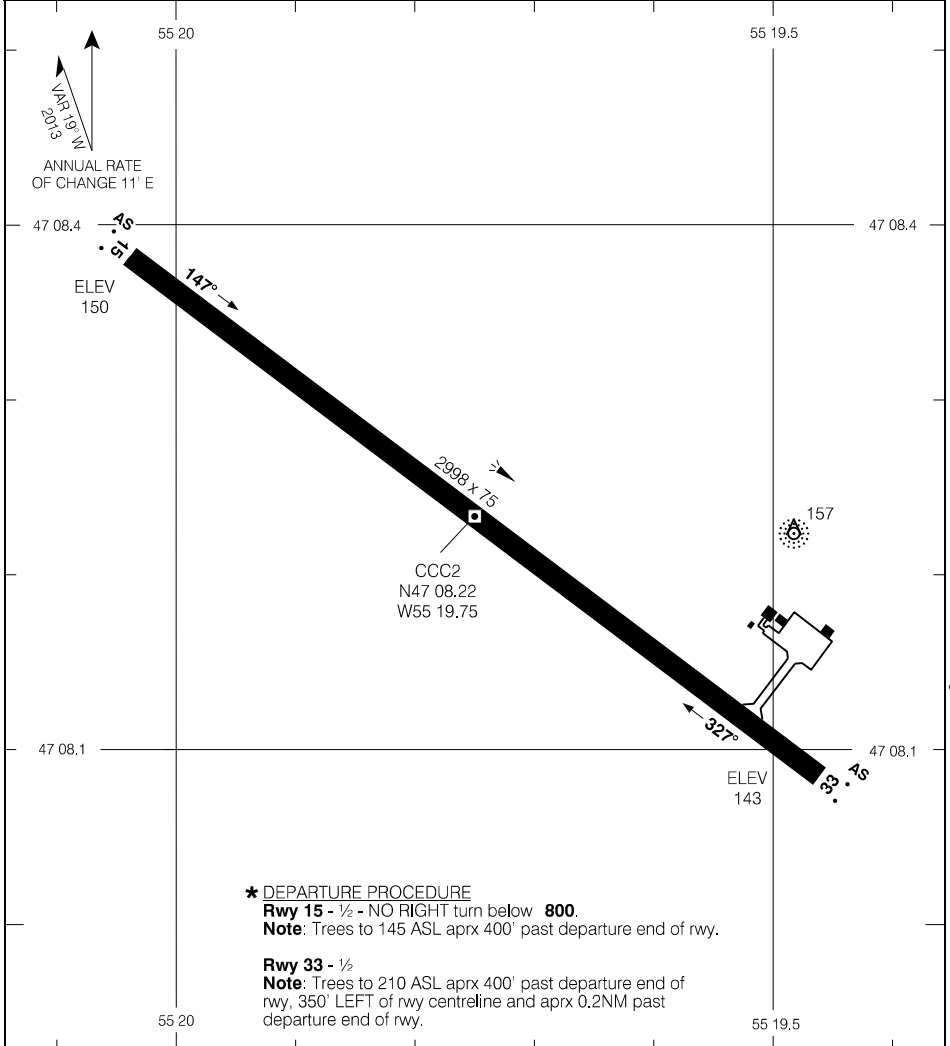 55 20
55 19.5
VAR 19° W
2013
ANNUAL RATE
OF CHANGE 11' E
47 08.4
AS
47 08.4
15
ELEV
150
147°
2998 x 75
157
CCC2
N47 08.22
W55 19.75
327°
47 08.1
47 08.1
ELEV
143
33
AS
* DEPARTURE PROCEDURE
Rwy 15 - ½ - NO RIGHT turn below 800.
Note: Trees to 145 ASL aprx 400' past departure end of rwy.
Rwy 33 - ½
Note: Trees to 210 ASL aprx 400' past departure end of
rwy, 350' LEFT of rwy centreline and aprx 0.2NM past
departure end of rwy.
55 20
55 19.5